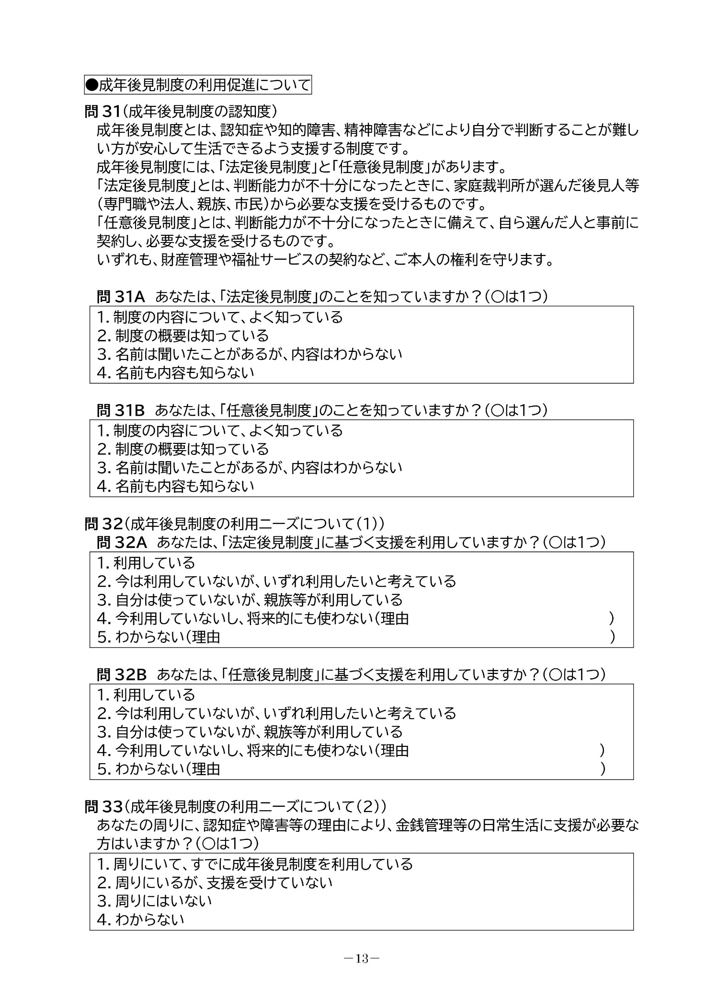 ●成年後見制度の利用促進について
問31(成年後見制度の認知度)
成年後見制度とは、認知症や知的障害、精神障害などにより自分で判断することが難し
い方が安心して生活できるよう支援する制度です。
成年後見制度には、「法定後見制度」と「任意後見制度」があります。
「法定後見制度」とは、判断能力が不十分になったときに、家庭裁判所が選んだ後見人等
(専門職や法人、親族、市民)から必要な支援を受けるものです。
「任意後見制度」とは、判断能力が不十分になったときに備えて、自ら選んだ人と事前に
契約し、必要な支援を受けるものです。
いずれも、財産管理や福祉サービスの契約など、ご本人の権利を守ります。
問31A あなたは、「法定後見制度」のことを知っていますか？(○は1つ)
1. 制度の内容について、よく知っている
2. 制度の概要は知っている
3. 名前は聞いたことがあるが、内容はわからない
4. 名前も内容も知らない
問31B あなたは、「任意後見制度」のことを知っていますか？(○は1つ)
1. 制度の内容について、よく知っている
2. 制度の概要は知っている
3. 名前は聞いたことがあるが、内容はわからない
4. 名前も内容も知らない
問32(成年後見制度の利用ニーズについて(1))
問32A あなたは、「法定後見制度」に基づく支援を利用していますか？(○は1つ)
1. 利用している
2. 今は利用していないが、いずれ利用したいと考えている
3. 自分は使っていないが、親族等が利用している
4. 今利用していないし、将来的にも使わない(理由 )
5. わからない(理由 )
問32B あなたは、「任意後見制度」に基づく支援を利用していますか？(○は1つ)
1. 利用している
2. 今は利用していないが、いずれ利用したいと考えている
3. 自分は使っていないが、親族等が利用している
4. 今利用していないし、将来的にも使わない(理由 )
5. わからない(理由 )
問33(成年後見制度の利用ニーズについて(2))
あなたの周りに、認知症や障害等の理由により、金銭管理等の日常生活に支援が必要な
方はいますか？(○は1つ)
1. 周りにいて、すでに成年後見制度を利用している
2. 周りにいるが、支援を受けていない
3. 周りにはいない
4. わからない
－13－